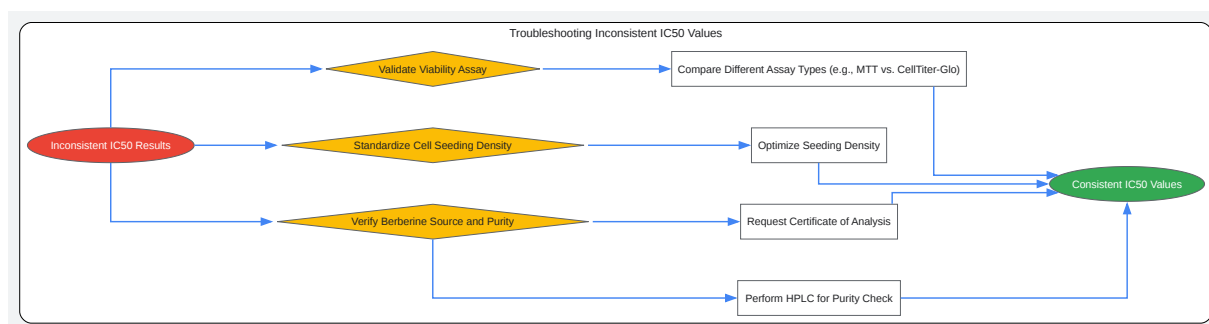 Troubleshooting Inconsistent IC50 Values
Validate Viability Assay
Compare Different Assay Types (e.g., MTT vs. CellTiter-Glo)
Inconsistent IC50 Results
Standardize Cell Seeding Density
Optimize Seeding Density
Consistent IC50 Values
Verify Berberine Source and Purity
Request Certificate of Analysis
Perform HPLC for Purity Check